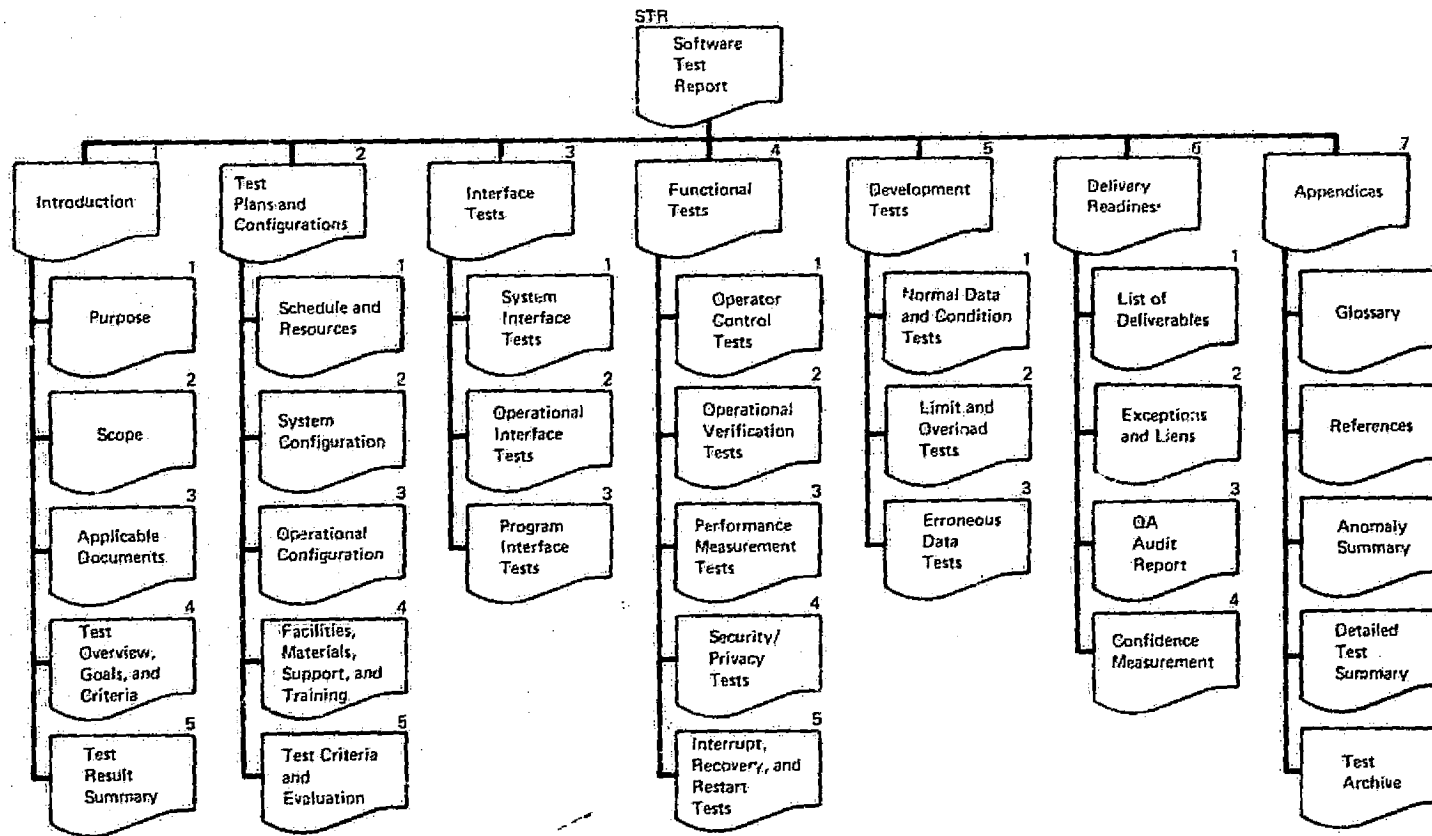 STR
Software
Test
Report
1
Introduction
1
Purpose
2
Scope
3
Applicable
Documents
4
Test
Overview,
Goals, and
Criteria
5
Test
Result
Summary
2
Test
Plans and
Configurations
1
Schedule and
Resources
2
System
Configuration
3
Operational
Configuration
4
Facilities,
Materials,
Support, and
Training
5
Test Criteria
and
Evaluation
3
Interface
Tests
1
System
Interface
Tests
2
Operational
Interface
Tests
3
Program
Interface
Tests
4
Functional
Tests
1
Operator
Control
Tests
2
Operational
Verification
Tests
3
Performance
Measurement
Tests
4
Security/
Privacy
Tests
5
Interrupt,
Recovery, and
Restart
Tests
5
Development
Tests
1
Normal Data
and Condition
Tests
2
Limit and
Overload
Tests
3
Erroneous
Data
Tests
6
Delivery
Readiness
1
List of
Deliverables
2
Exceptions
and Liens
3
QA
Audit
Report
4
Confidence
Measurement
7
Appendices
Glossary
References
Anomaly
Summary
Detailed
Test
Summary
Test
Archive